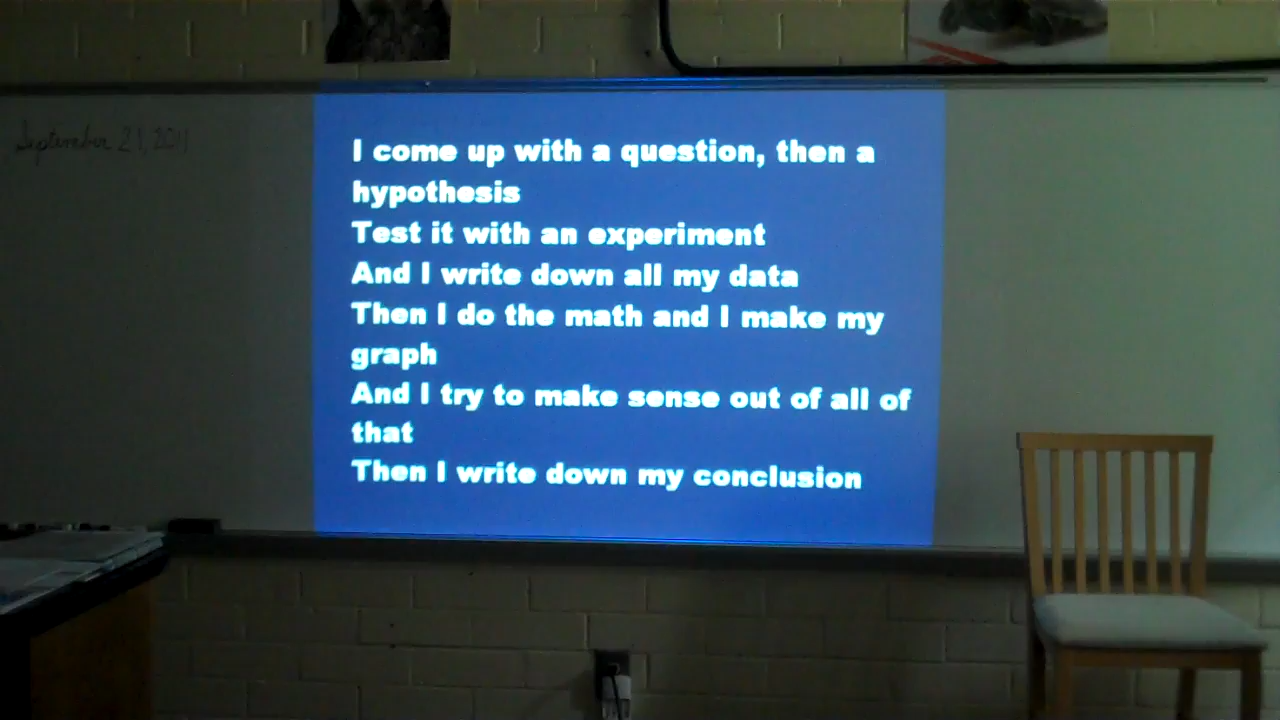 September 21, 2011
I come up with a question, then a
hypothesis
Test it with an experiment
And I write down all my data
Then I do the math and I make my
graph
And I try to make sense out of all of
that
Then I write down my conclusion